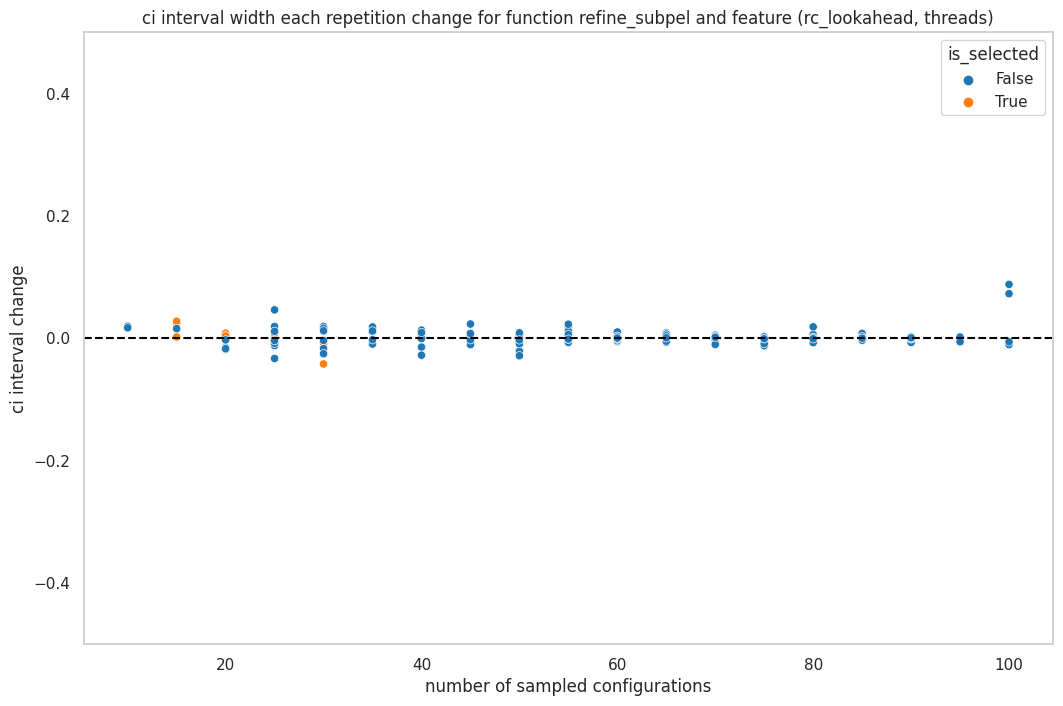 ci interval width each repetition change for function refine_subpel and feature (rc_lookahead, threads)
is_selected
False
True
0.4
0.2
0.0
−0.2
−0.4
ci interval change
20
40
60
80
100
number of sampled configurations